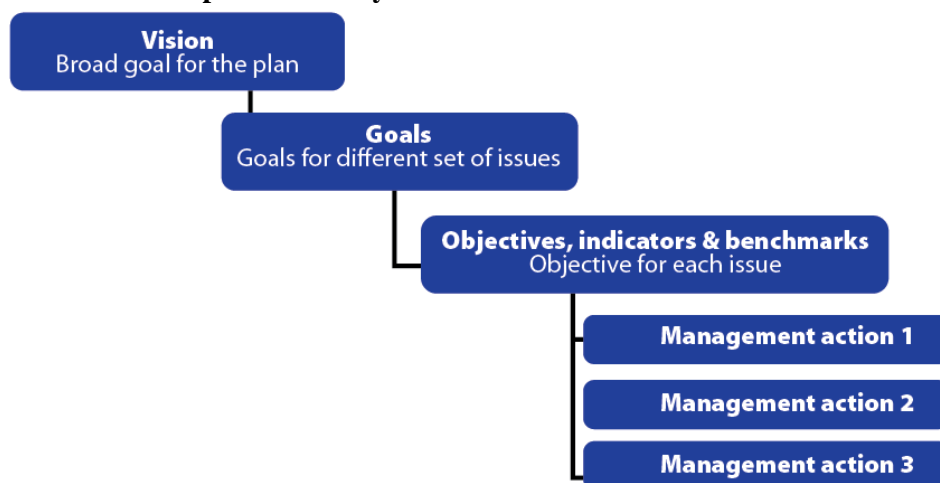 Vision
Broad goal for the plan
Goals
Goals for different set of issues
Objectives, indicators & benchmarks
Objective for each issue
Management action 1
Management action 2
Management action 3